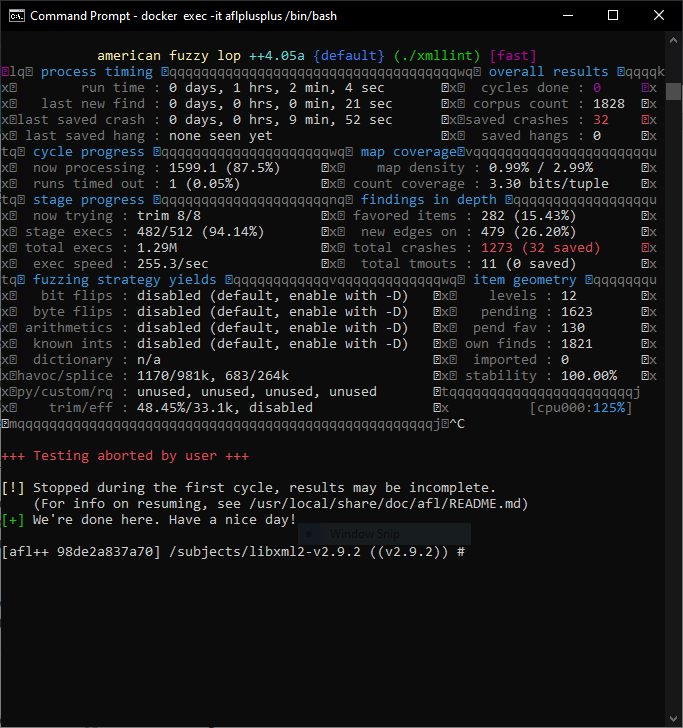 Command Prompt - docker exec -it aflplusplus /bin/bash
american fuzzy lop ++4.05a {default} (./xmllint) [fast]
lq process timing qqqqqqqqqqqqqqqqqqqqqqqqqqqqqqqqqqwq overall results qqqqk
x run time : 0 days, 1 hrs, 2 min, 4 sec x cycles done : 0 x
x last new find : 0 days, 0 hrs, 0 min, 21 sec x corpus count : 1828 x
x last saved crash : 0 days, 0 hrs, 9 min, 52 sec x saved crashes : 32 x
x last saved hang : none seen yet x saved hangs : 0 x
tq cycle progress qqqqqqqqqqqqqqqqqqqqqwq map coverage vqqqqqqqqqqqqqqqqqqqqqqu
x now processing : 1599.1 (87.5%) x map density : 0.99% / 2.99% x
x runs timed out : 1 (0.05%) x count coverage : 3.30 bits/tuple x
tq stage progress qqqqqqqqqqqqqqqqqqqqqnq findings in depth qqqqqqqqqqqqqqqqqqu
x now trying : trim 8/8 x favored items : 282 (15.43%) x
x stage execs : 482/512 (94.14%) x new edges on : 479 (26.20%) x
x total execs : 1.29M x total crashes : 1273 (32 saved) x
x exec speed : 255.3/sec x total tmouts : 11 (0 saved) x
tq fuzzing strategy yields qqqqqqqqqqqqvqqqqqqqqqqqqqwq item geometry qqqqqqqu
x bit flips : disabled (default, enable with -D) x levels : 12 x
x byte flips : disabled (default, enable with -D) x pending : 1623 x
x arithmetics : disabled (default, enable with -D) x pend fav : 130 x
x known ints : disabled (default, enable with -D) x own finds : 1821 x
x dictionary : n/a x imported : 0 x
x havoc/splice : 1170/981k, 683/264k x stability : 100.00% x
x py/custom/rq : unused, unused, unused, unused tqqqqqqqqqqqqqqqqqqqqqqqj
x trim/eff : 48.45%/33.1k, disabled x [cpu000:125%]
mqqqqqqqqqqqqqqqqqqqqqqqqqqqqqqqqqqqqqqqqqqqqqqqqqqqqj^C
+++ Testing aborted by user +++
[!] Stopped during the first cycle, results may be incomplete.
(For info on resuming, see /usr/local/share/doc/afl/README.md)
[+] We're done here. Have a nice day!
Window Snip
[afl++ 98de2a837a70] /subjects/libxml2-v2.9.2 ((v2.9.2)) #